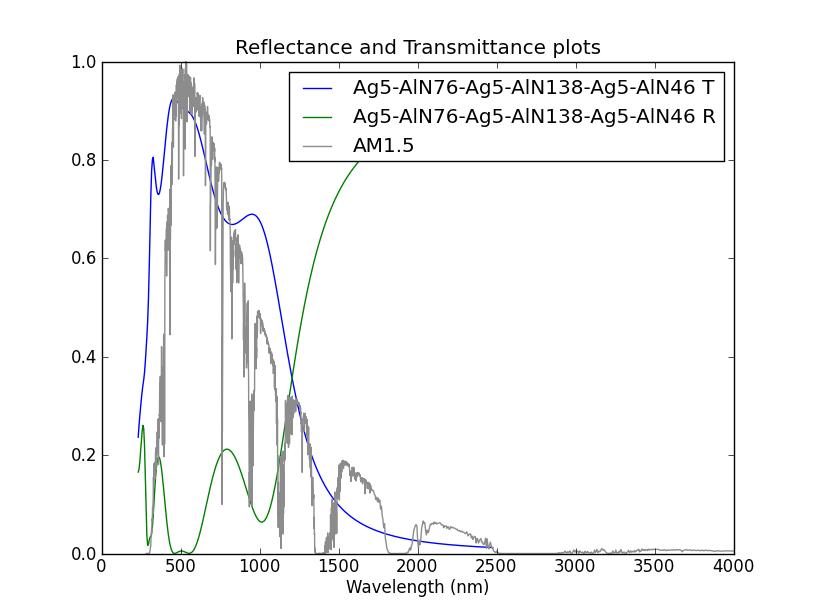 Reflectance and Transmittance plots
1.0
0.8
0.6
0.4
0.2
0.0
Ag5-AlN76-Ag5-AlN138-Ag5-AlN46 T
Ag5-AlN76-Ag5-AlN138-Ag5-AlN46 R
AM1.5
0 500 1000 1500 2000 2500 3000 3500 4000
Wavelength (nm)